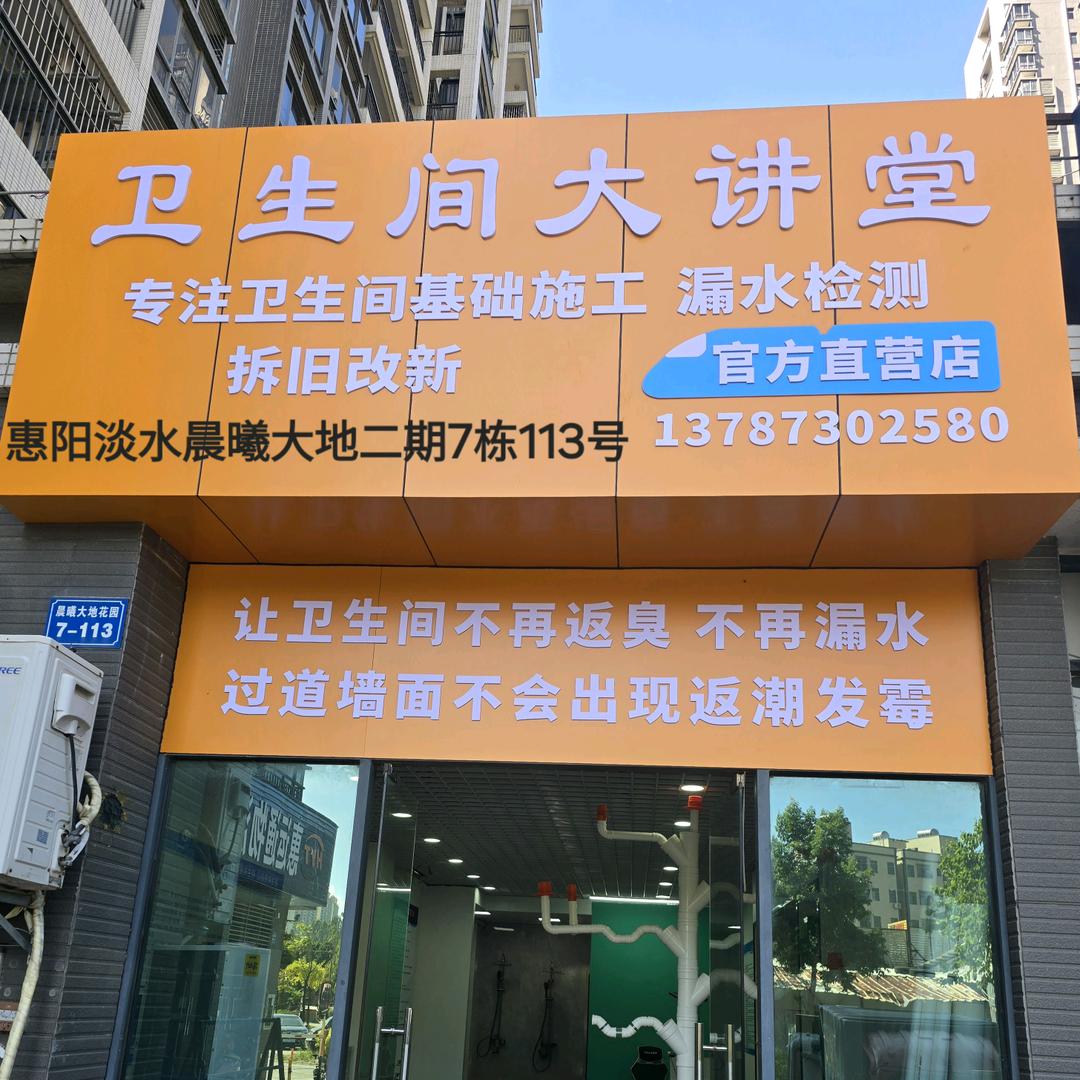 卫生间大讲堂
专注卫生间基础施工 漏水检测
拆旧改新
官方直营店
惠阳淡水晨曦大地二期7栋113号
13787302580
让卫生间不再返臭 不再漏水
过道墙面不会出现返潮发霉
晨曦大地花园
7-113
GREE